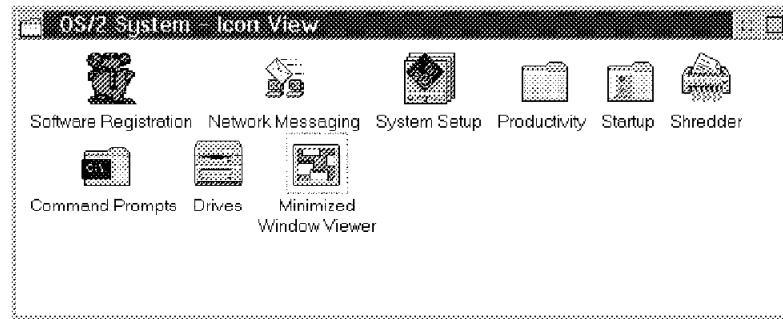 OS/2 System - Icon View
Software Registration Network Messaging System Setup Productivity Startup Shredder
Command Prompts Drives Minimized
Window Viewer